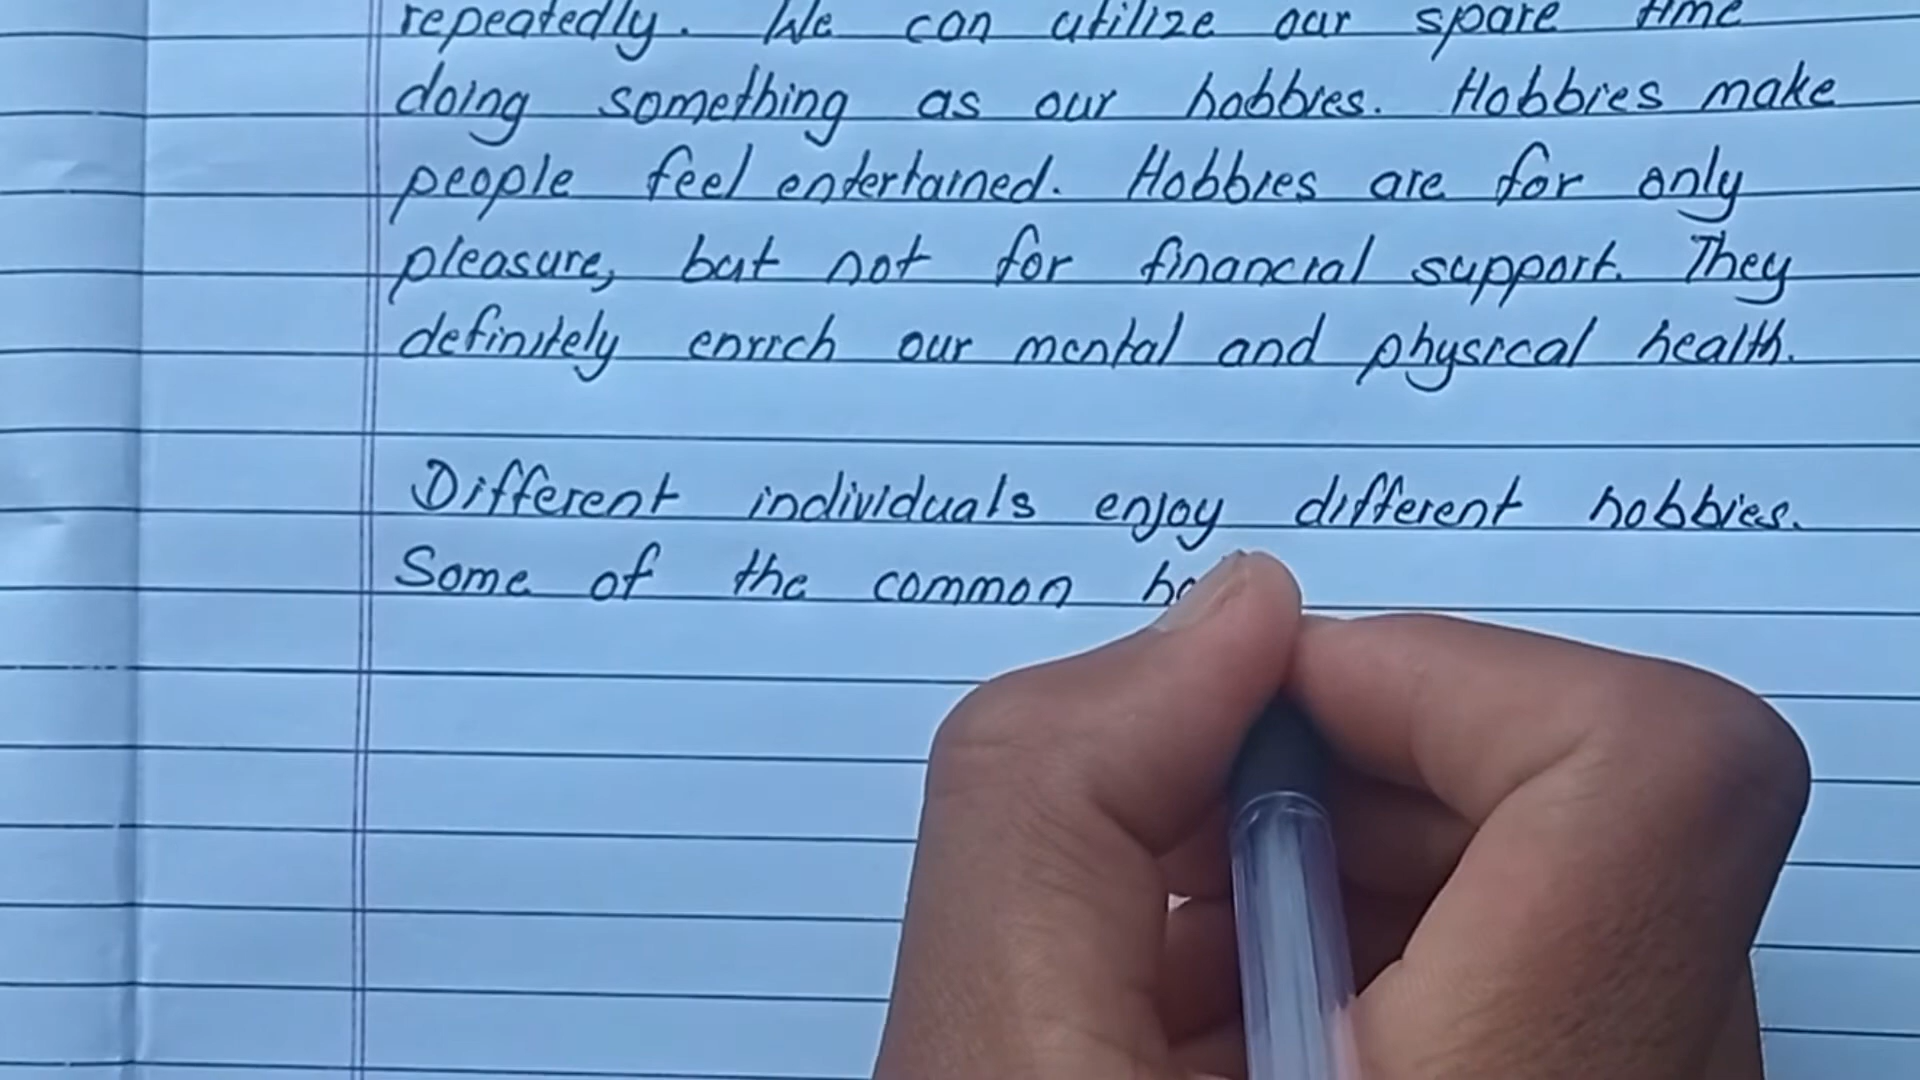 repeatedly. We can utilize our spare time
doing something as our hobbies. Hobbies make
people feel entertained. Hobbies are for only
pleasure, but not for financial support. They
definitely enrich our mental and physical health.
Different individuals enjoy different hobbies.
Some of the common